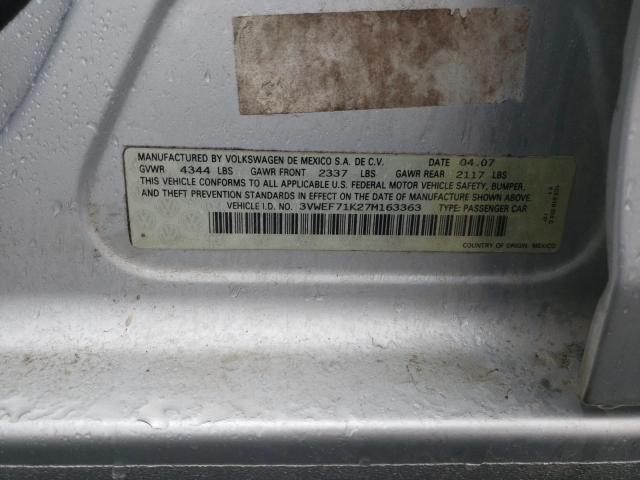 MANUFACTURED BY VOLKSWAGEN DE MEXICO S.A. DE C.V. DATE 04.07
GVWR 4344 LBS GAWR FRONT 2337 LBS GAWR REAR 2117 LBS
THIS VEHICLE CONFORMS TO ALL APPLICABLE U.S. FEDERAL MOTOR VEHICLE SAFETY, BUMPER,
AND THEFT PREVENTION STANDARDS IN EFFECT ON THE DATE OF MANUFACTURE SHOWN ABOVE.
VEHICLE I.D. NO. 3VWEF71K27M163363 TYPE: PASSENGER CAR
COUNTRY OF ORIGIN: MEXICO